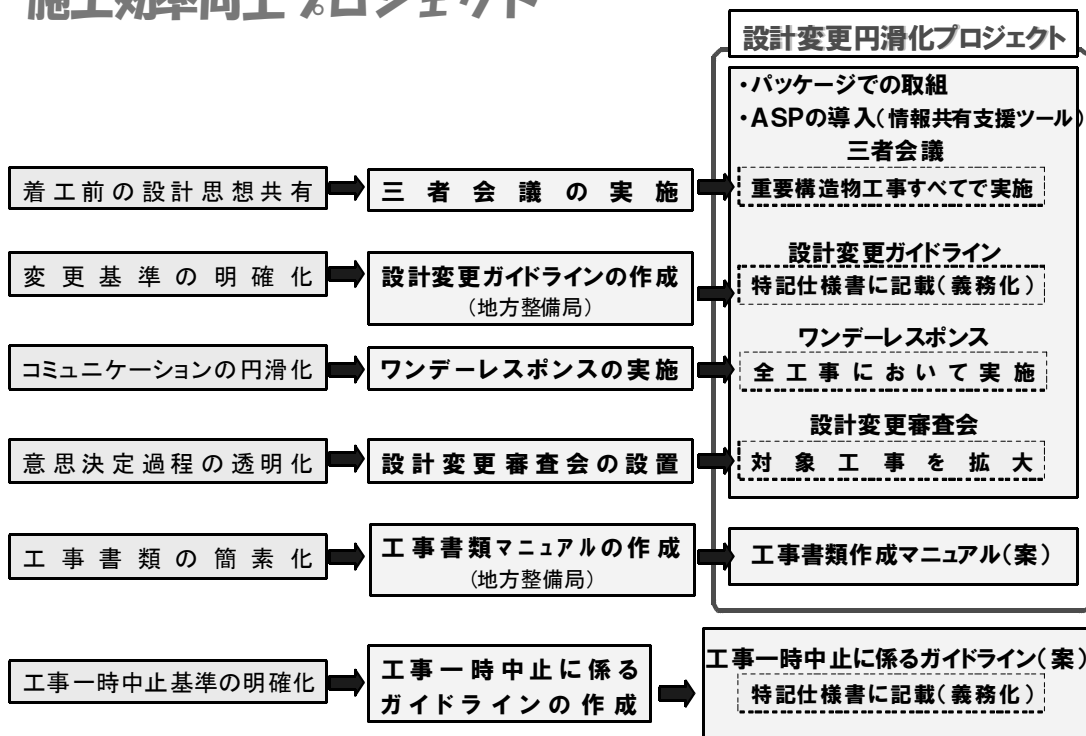 施工効率向上プロジェクト
設計変更円滑化プロジェクト
・パッケージでの取組
・ASPの導入(情報共有支援ツール)
着工前の設計思想共有
三者会議の実施
三者会議
重要構造物工事すべてで実施
変更基準の明確化
設計変更ガイドラインの作成
(地方整備局)
設計変更ガイドライン
特記仕様書に記載(義務化)
コミュニケーションの円滑化
ワンデーレスポンスの実施
ワンデーレスポンス
全工事において実施
意思決定過程の透明化
設計変更審査会の設置
設計変更審査会
対象工事を拡大
工事書類の簡素化
工事書類マニュアルの作成
(地方整備局)
工事書類作成マニュアル(案)
工事一時中止基準の明確化
工事一時中止に係る
ガイドラインの作成
工事一時中止に係るガイドライン(案)
特記仕様書に記載(義務化)